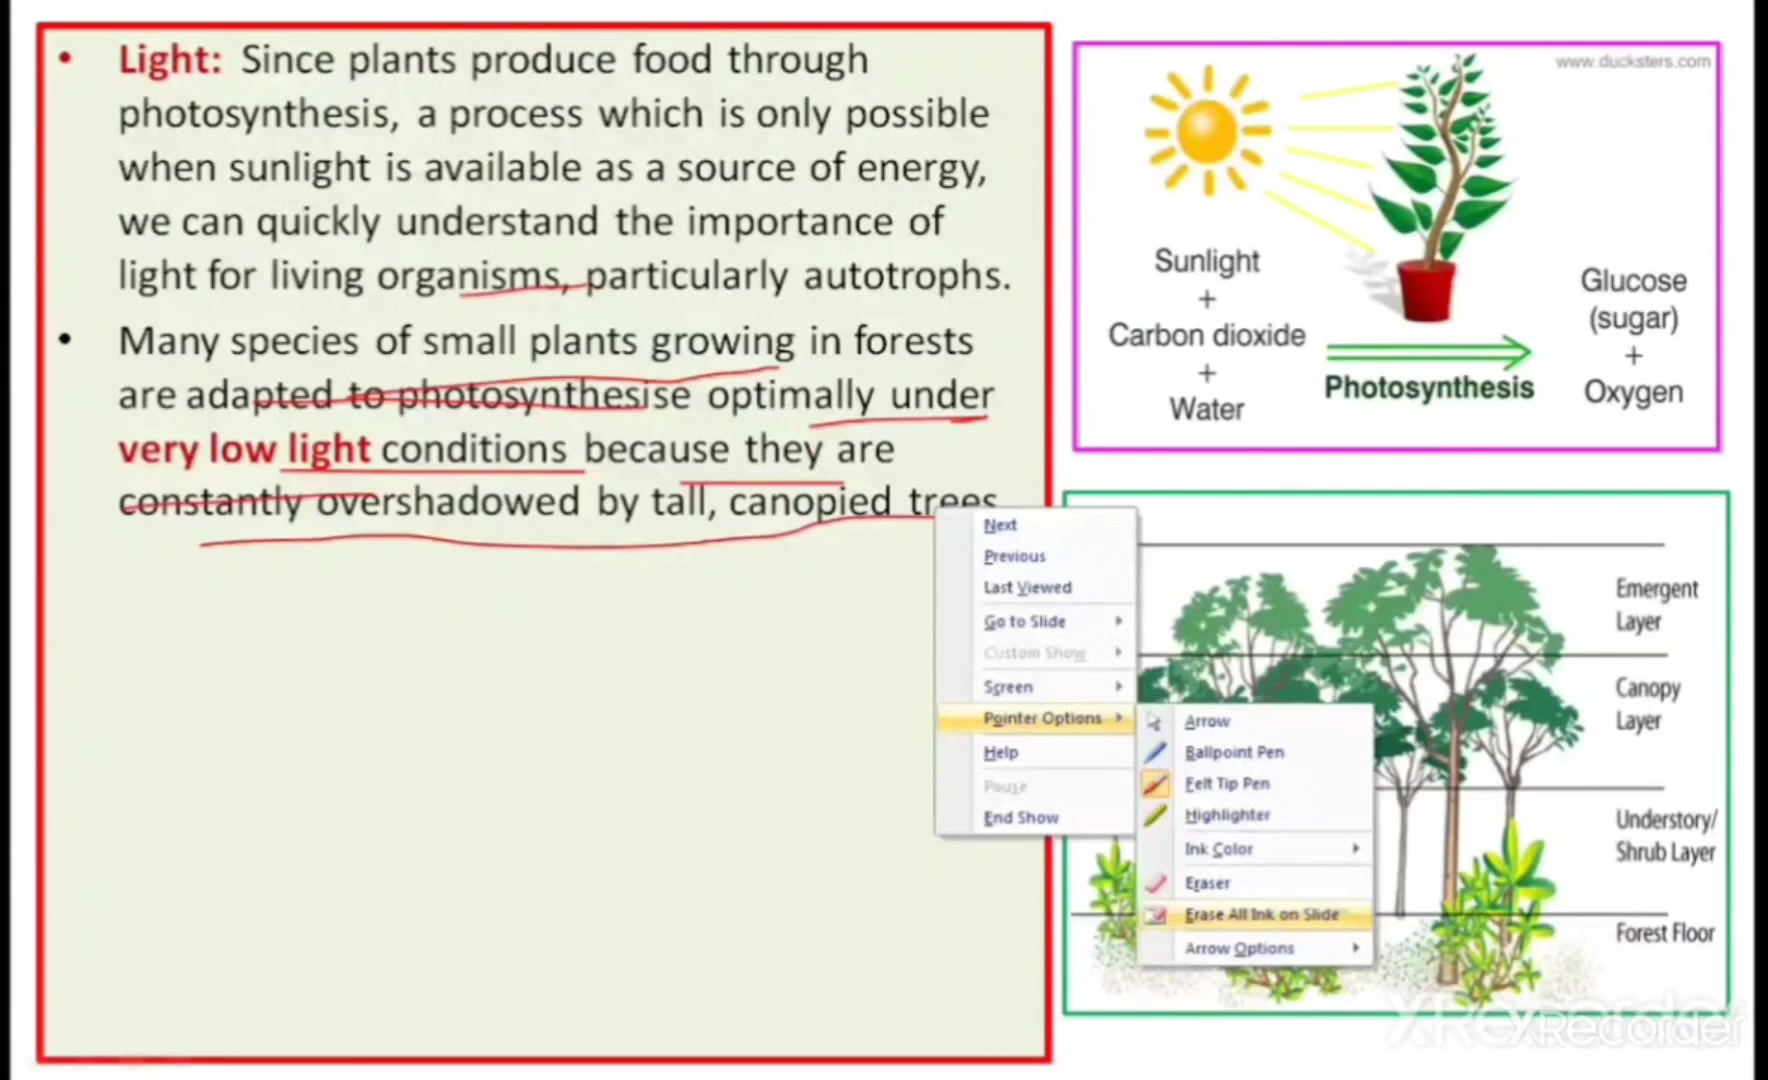 • Light: Since plants produce food through
photosynthesis, a process which is only possible
when sunlight is available as a source of energy,
we can quickly understand the importance of
light for living organisms, particularly autotrophs.
• Many species of small plants growing in forests
are adapted to photosynthesise optimally under
very low light conditions because they are
constantly overshadowed by tall, canopied trees
www.ducksters.com
Sunlight
+
Carbon dioxide
+
Water
Photosynthesis
Glucose
(sugar)
+
Oxygen
Next
Previous
Last Viewed
Go to Slide
Custom Show
Screen
Pointer Options
Help
Pause
End Show
Arrow
Ballpoint Pen
Felt Tip Pen
Highlighter
Ink Color
Eraser
Erase All Ink on Slide
Arrow Options
Emergent
Layer
Canopy
Layer
Understory/
Shrub Layer
Forest Floor
XRecorder
XRecorder